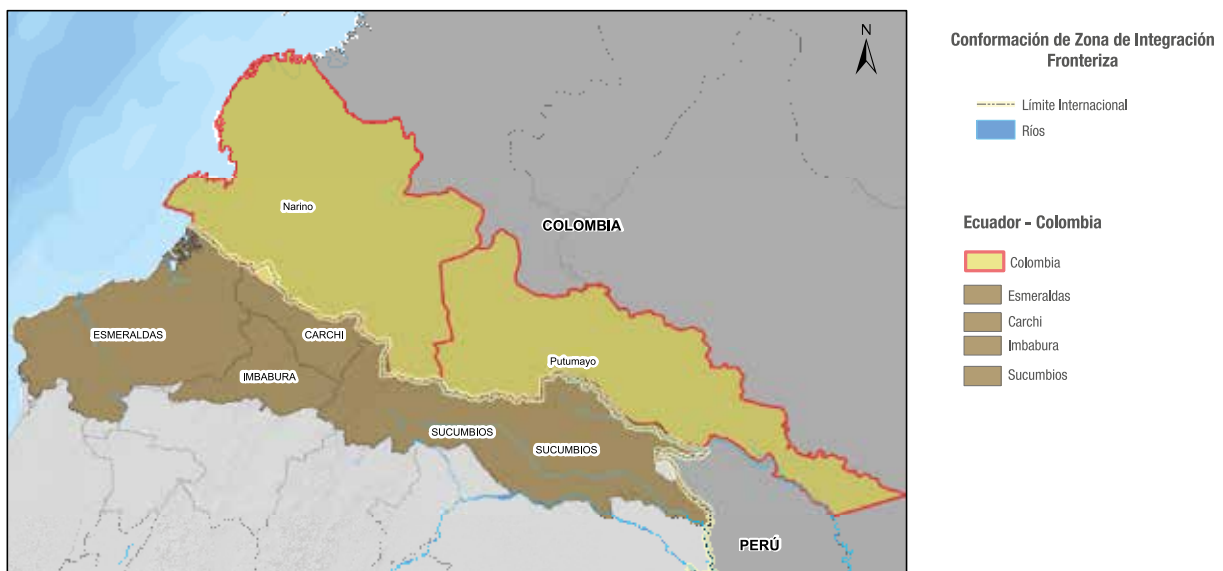 N
Narino
COLOMBIA
ESMERALDAS
CARCHI
IMBABURA
Putumayo
SUCUMBIOS
SUCUMBIOS
PERÚ
Conformación de Zona de Integración
Fronteriza
Límite Internacional
Ríos
Ecuador - Colombia
Colombia
Esmeraldas
Carchi
Imbabura
Sucumbios